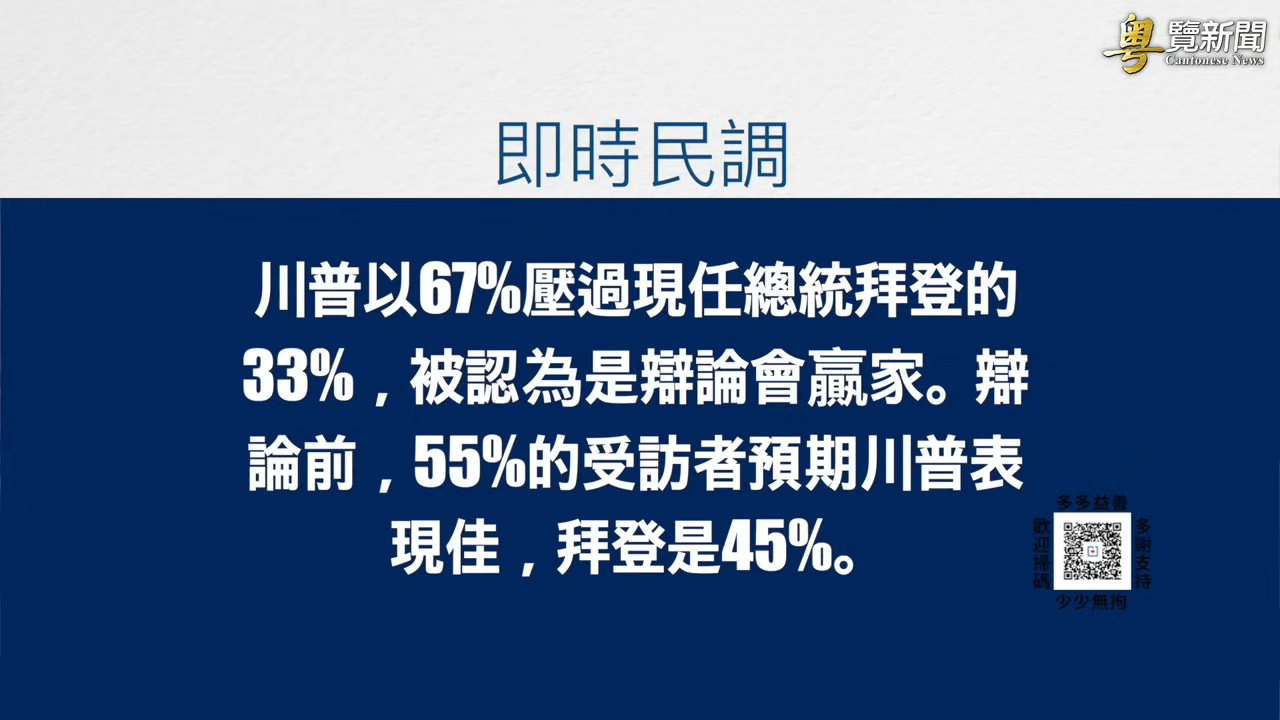 粵覽新聞
Cantonese News
即時民調
川普以67%壓過現任總統拜登的
33%，被認為是辯論會贏家。辯
論前，55%的受訪者預期川普表
現佳，拜登是45%。
多多益善
歡迎掃碼
多謝支持
少少無拘